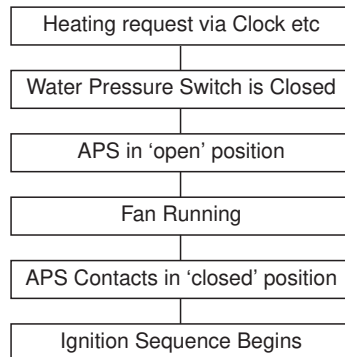 Heating request via Clock etc
Water Pressure Switch is Closed
APS in ‘open’ position
Fan Running
APS Contacts in ‘closed’ position
Ignition Sequence Begins